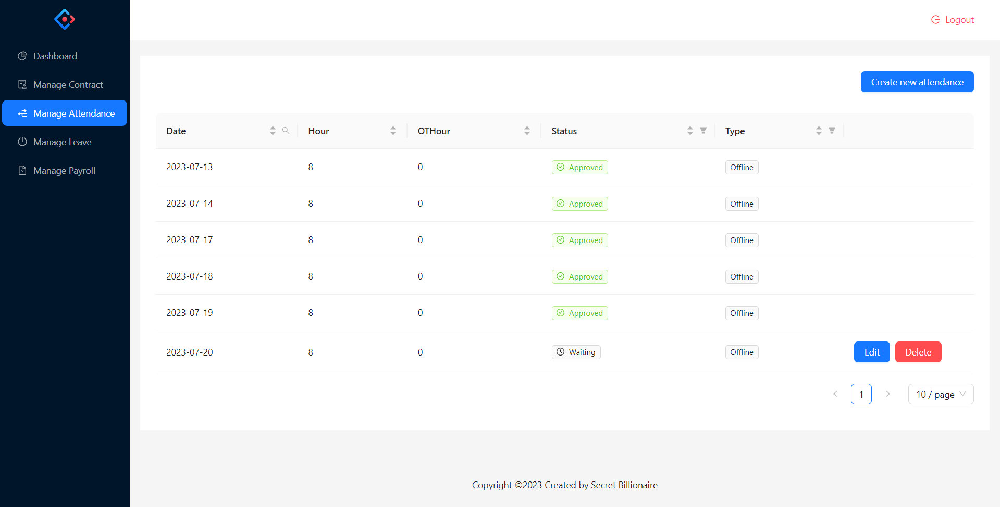 Logout
Dashboard
Manage Contract
Manage Attendance
Manage Leave
Manage Payroll
Create new attendance
Date Hour OTHour Status Type
2023-07-13 8 0 Approved Offline
2023-07-14 8 0 Approved Offline
2023-07-17 8 0 Approved Offline
2023-07-18 8 0 Approved Offline
2023-07-19 8 0 Approved Offline
2023-07-20 8 0 Waiting Offline Edit Delete
1 10 / page
Copyright ©2023 Created by Secret Billionaire